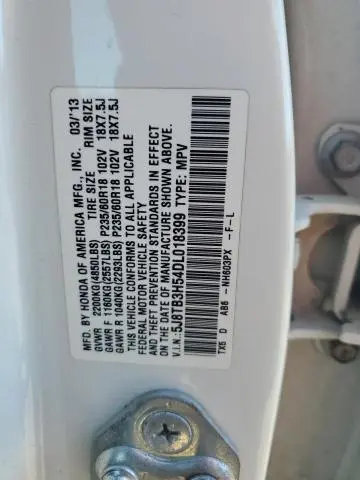 MFD. BY HONDA OF AMERICA MFG., INC. 03/13
TIRE SIZE RIM SIZE
GVWR 2200KG(4850LBS)
GAWR F 1160KG(2557LBS) P235/60R18 102V 18X7.5J
GAWR R 1040KG(2293LBS) P235/60R18 102V 18X7.5J
THIS VEHICLE CONFORMS TO ALL APPLICABLE
FEDERAL MOTOR VEHICLE SAFETY
AND THEFT PREVENTION STANDARDS IN EFFECT
ON THE DATE OF MANUFACTURE SHOWN ABOVE.
V.I.N.: 5J8TB3H54DL018399 TYPE: MPV
TX5 D AB6 -NH603PX -F-L